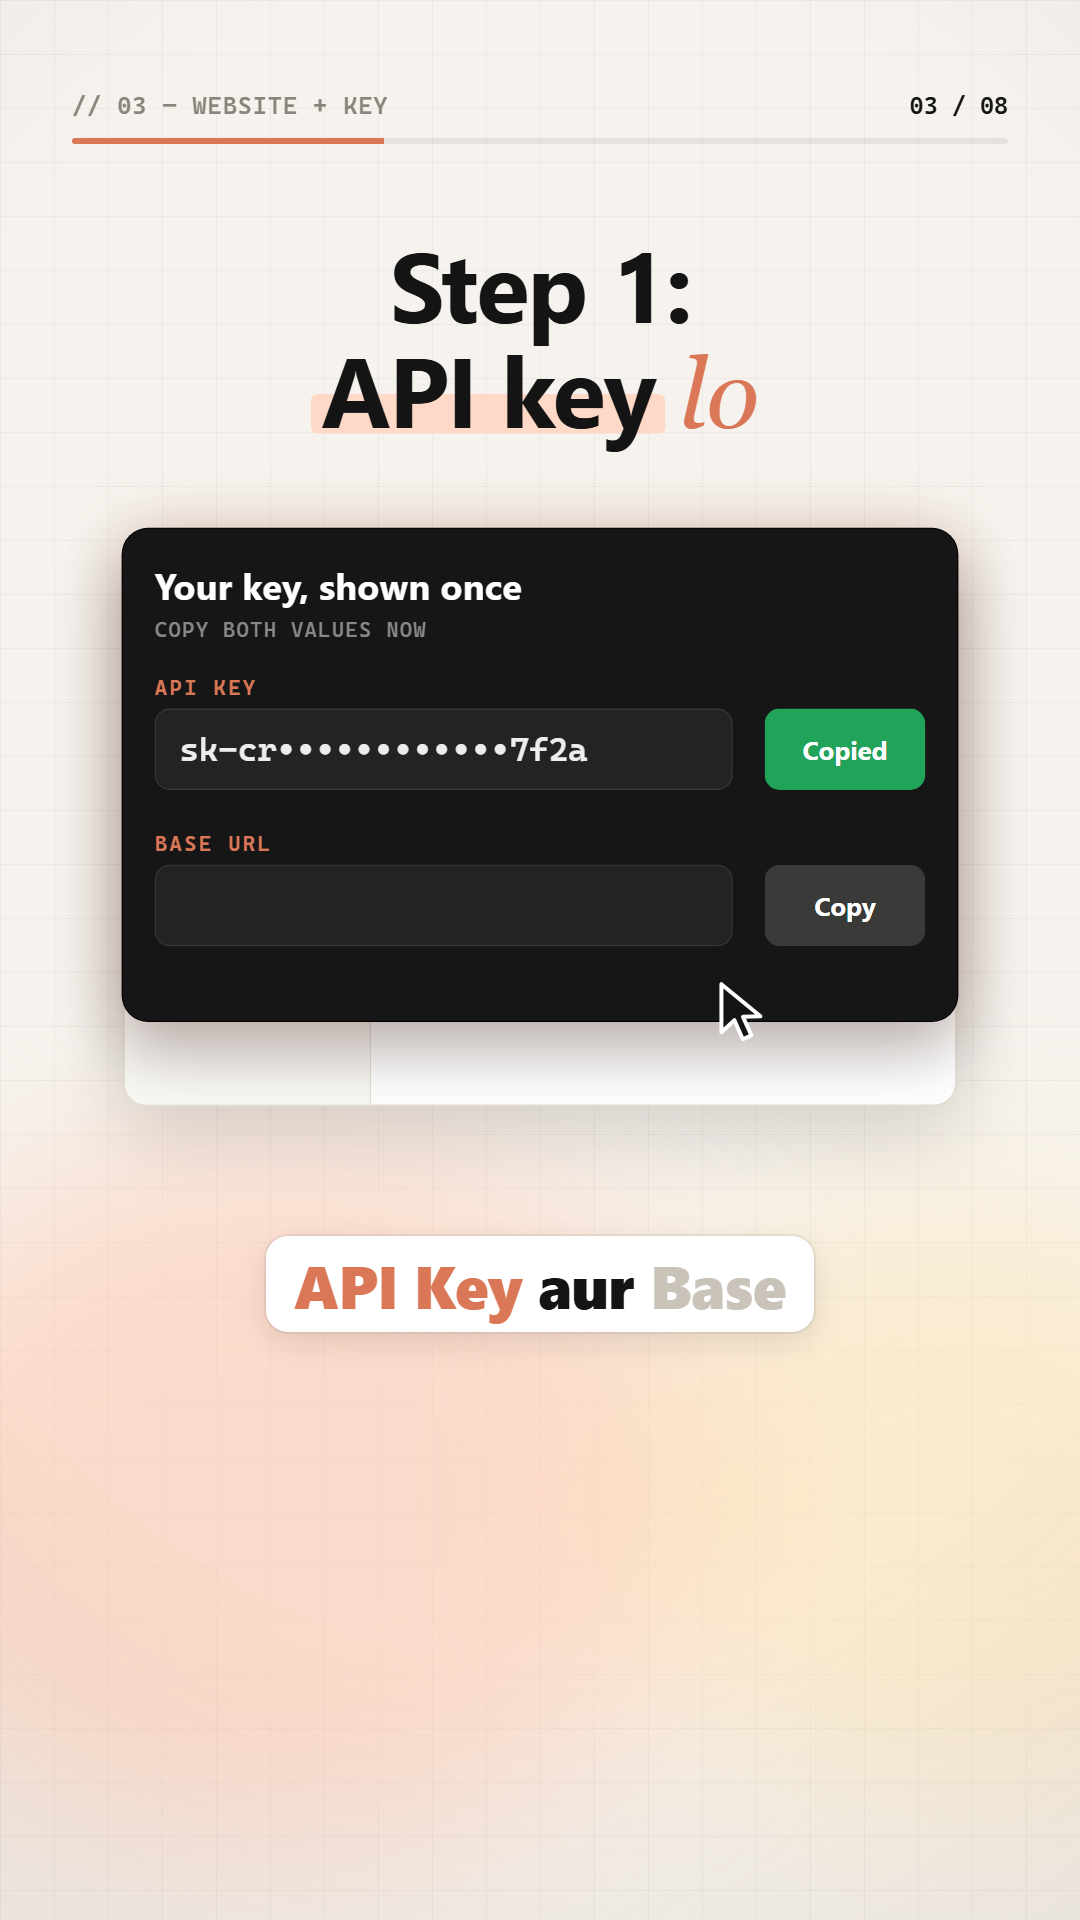 // 03 — WEBSITE + KEY
03 / 08
Step 1:
API key lo
Your key, shown once
COPY BOTH VALUES NOW
API KEY
sk-cr••••••••••••7f2a
Copied
BASE URL
Copy
API Key aur Base